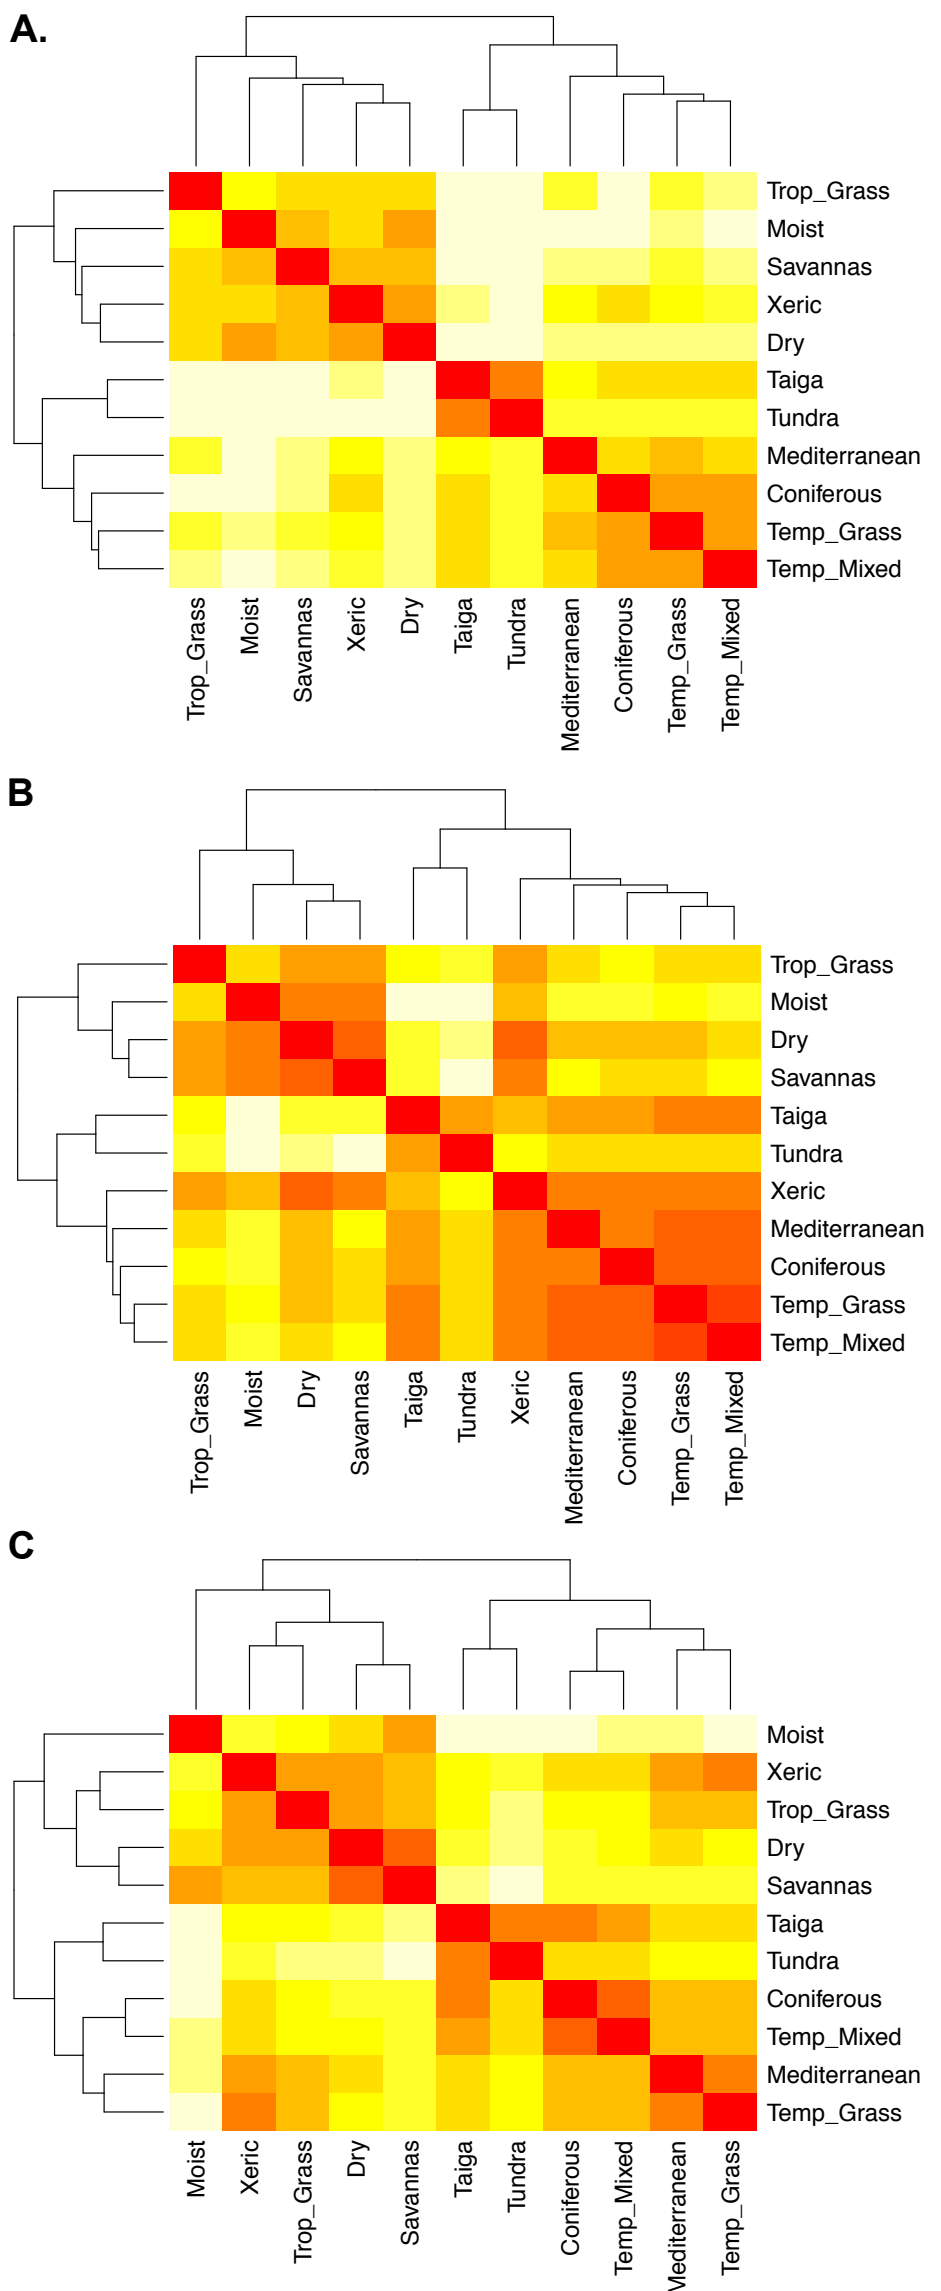 A.
Trop_Grass
Moist
Savannas
Xeric
Dry
Taiga
Tundra
Mediterranean
Coniferous
Temp_Grass
Temp_Mixed
Trop_Grass
Moist
Savannas
Xeric
Dry
Taiga
Tundra
Mediterranean
Coniferous
Temp_Grass
Temp_Mixed
B
Trop_Grass
Moist
Dry
Savannas
Taiga
Tundra
Xeric
Mediterranean
Coniferous
Temp_Grass
Temp_Mixed
Trop_Grass
Moist
Dry
Savannas
Taiga
Tundra
Xeric
Mediterranean
Coniferous
Temp_Grass
Temp_Mixed
C
Moist
Xeric
Trop_Grass
Dry
Savannas
Taiga
Tundra
Coniferous
Temp_Mixed
Mediterranean
Temp_Grass
Moist
Xeric
Trop_Grass
Dry
Savannas
Taiga
Tundra
Coniferous
Temp_Mixed
Mediterranean
Temp_Grass